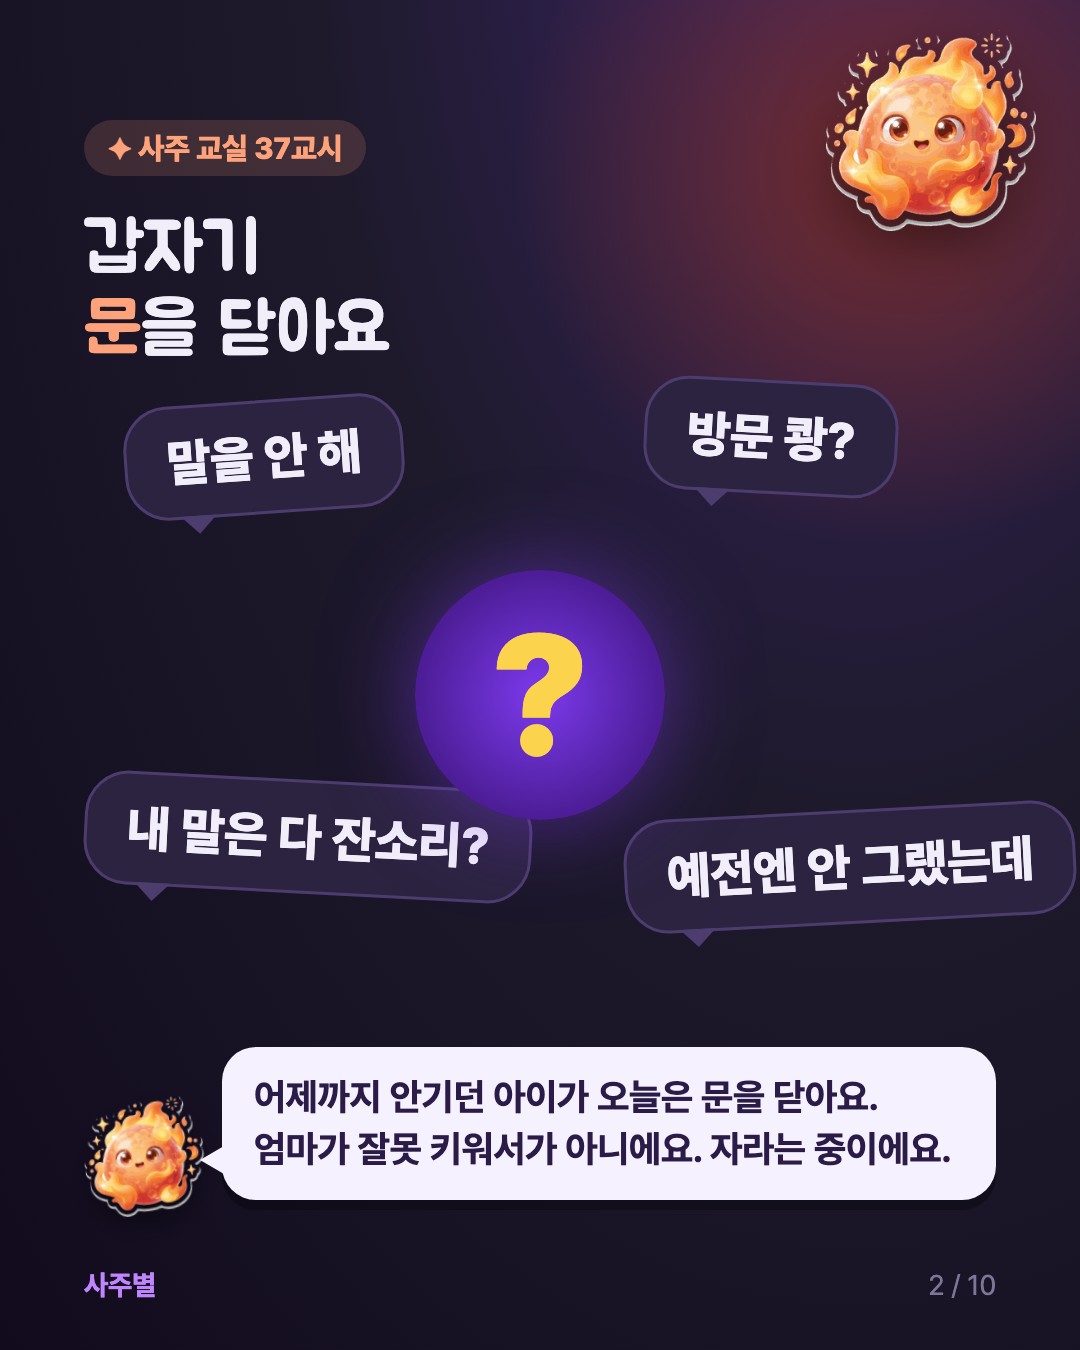 ✦ 사주 교실 37교시
갑자기
문을 닫아요
말을 안 해
방문 쾅?
?
내 말은 다 잔소리?
예전엔 안 그랬는데
어제까지 안기던 아이가 오늘은 문을 닫아요.
엄마가 잘못 키워서가 아니에요. 자라는 중이에요.
사주별
2 / 10